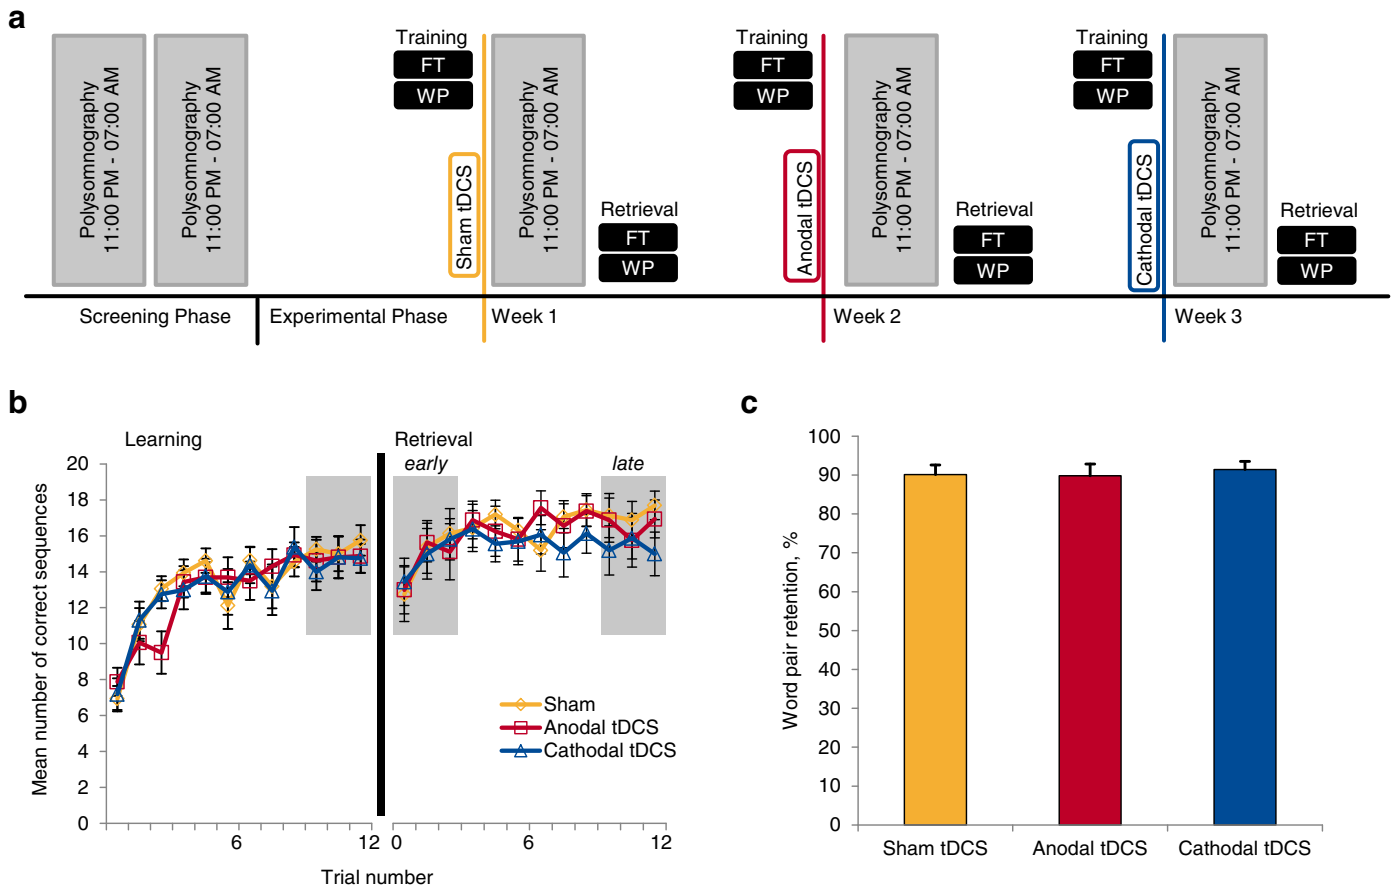 a
Training
FT
WP
Training
FT
WP
Training
FT
WP
Polysomnography
11:00 PM - 07:00 AM
Polysomnography
11:00 PM - 07:00 AM
Sham tDCS
Polysomnography
11:00 PM - 07:00 AM
Retrieval
FT
WP
Anodal tDCS
Polysomnography
11:00 PM - 07:00 AM
Retrieval
FT
WP
Cathodal tDCS
Polysomnography
11:00 PM - 07:00 AM
Retrieval
FT
WP
Screening Phase
Experimental Phase
Week 1
Week 2
Week 3
b
Learning
Retrieval
early
late
Mean number of correct sequences
20
18
16
14
12
10
8
6
4
2
0
Sham
Anodal tDCS
Cathodal tDCS
6
12
0
6
12
Trial number
c
Word pair retention, %
100
90
80
70
60
50
40
30
20
10
0
Sham tDCS
Anodal tDCS
Cathodal tDCS